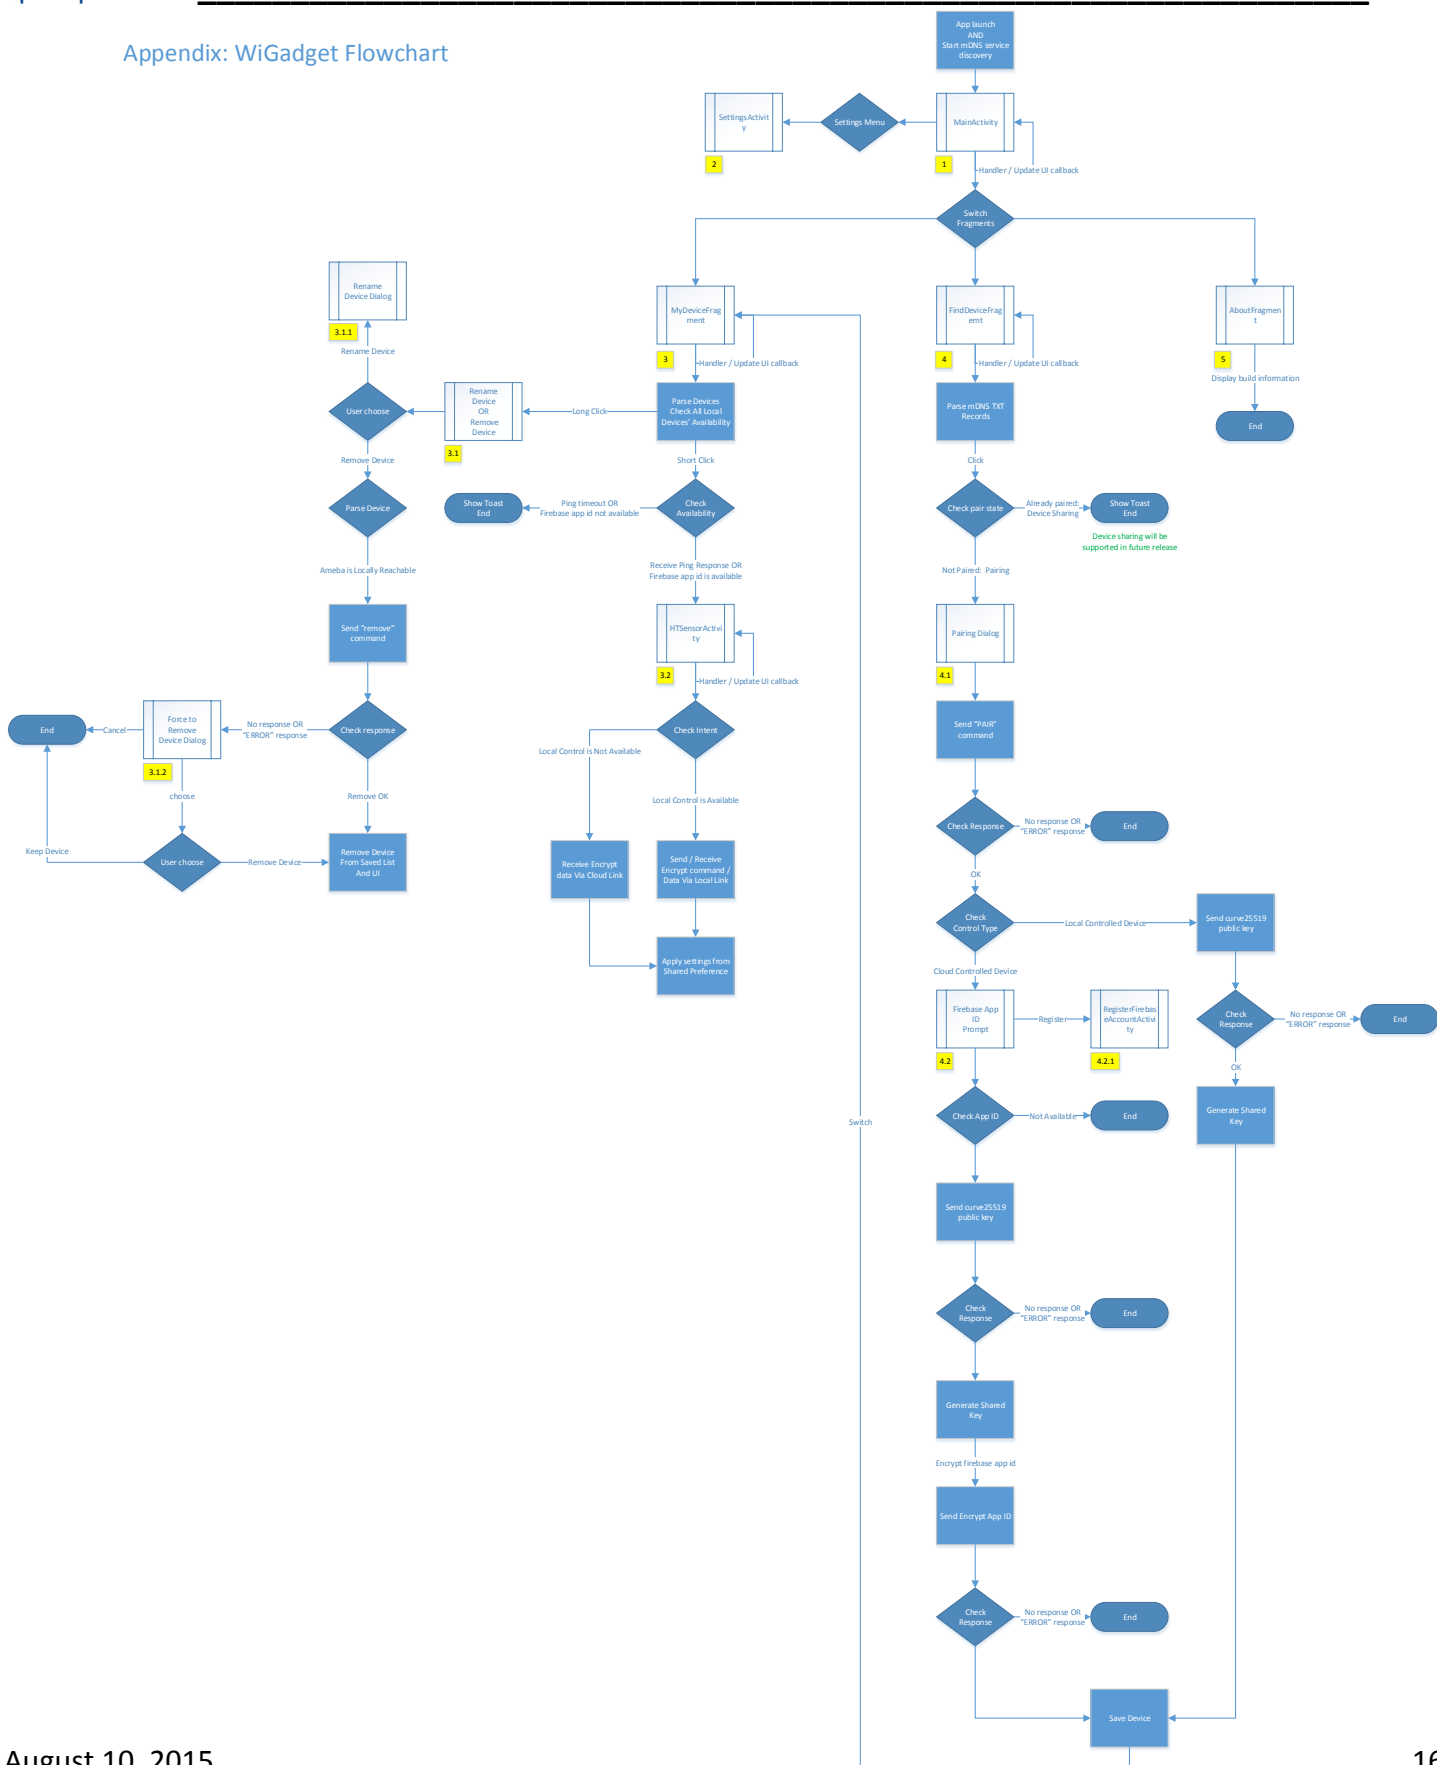 Appendix: WiGadget Flowchart
App launch
AND
Start mDNS service
discovery
SettingsActivit
y
Settings Menu
MainActivity
2
1
Handler / Update UI callback
Switch
Fragments
Rename
Device Dialog
MyDeviceFrag
ment
FindDeviceFrag
emt
AboutFragmen
t
3.1.1
3
4
5
Rename Device
Handler / Update UI callback
Handler / Update UI callback
Display build information
User choose
Rename
Device
OR
Remove
Device
Long Click
Parse Devices
Check All Local
Devices' Availability
Parse mDNS TXT
Records
End
3.1
Remove Device
Short Click
Click
Parse Device
Show Toast
End
Ping timeout OR
Firebase app id not available
Check
Availability
Check pair state
Already paired:
Device Sharing
Show Toast
End
Device sharing will be
supported in future release
Ameba is Locally Reachable
Receive Ping Response OR
Firebase app id is available
Not Paired: Pairing
Send "remove"
command
HTSensorActivi
ty
Pairing Dialog
3.2
4.1
Handler / Update UI callback
End
Cancel
Force to
Remove
Device Dialog
No response OR
"ERROR" response
Check response
Check Intent
Send "PAIR"
command
3.1.2
Local Control is Not Available
choose
Remove OK
Local Control is Available
Check Response
No response OR
"ERROR" response
End
Keep Device
User choose
Remove Device
Remove Device
From Saved List
And UI
Receive Encrypt
data Via Cloud Link
Send / Receive
Encrypt command /
Data Via Local Link
OK
Check
Control Type
Local Controlled Device
Send curve25519
public key
Apply settings from
Shared Preference
Cloud Controlled Device
Firebase App
ID
Prompt
Register
RegisterFirebas
eAccountActivi
ty
Check
Response
No response OR
"ERROR" response
End
4.2
4.2.1
OK
Switch
Check App ID
Not Available
End
Generate Shared
Key
Send curve25519
public key
Check
Response
No response OR
"ERROR" response
End
Generate Shared
Key
Encrypt firebase app id
Send Encrypt App ID
Check
Response
No response OR
"ERROR" response
End
Save Device
August 10, 2015
16